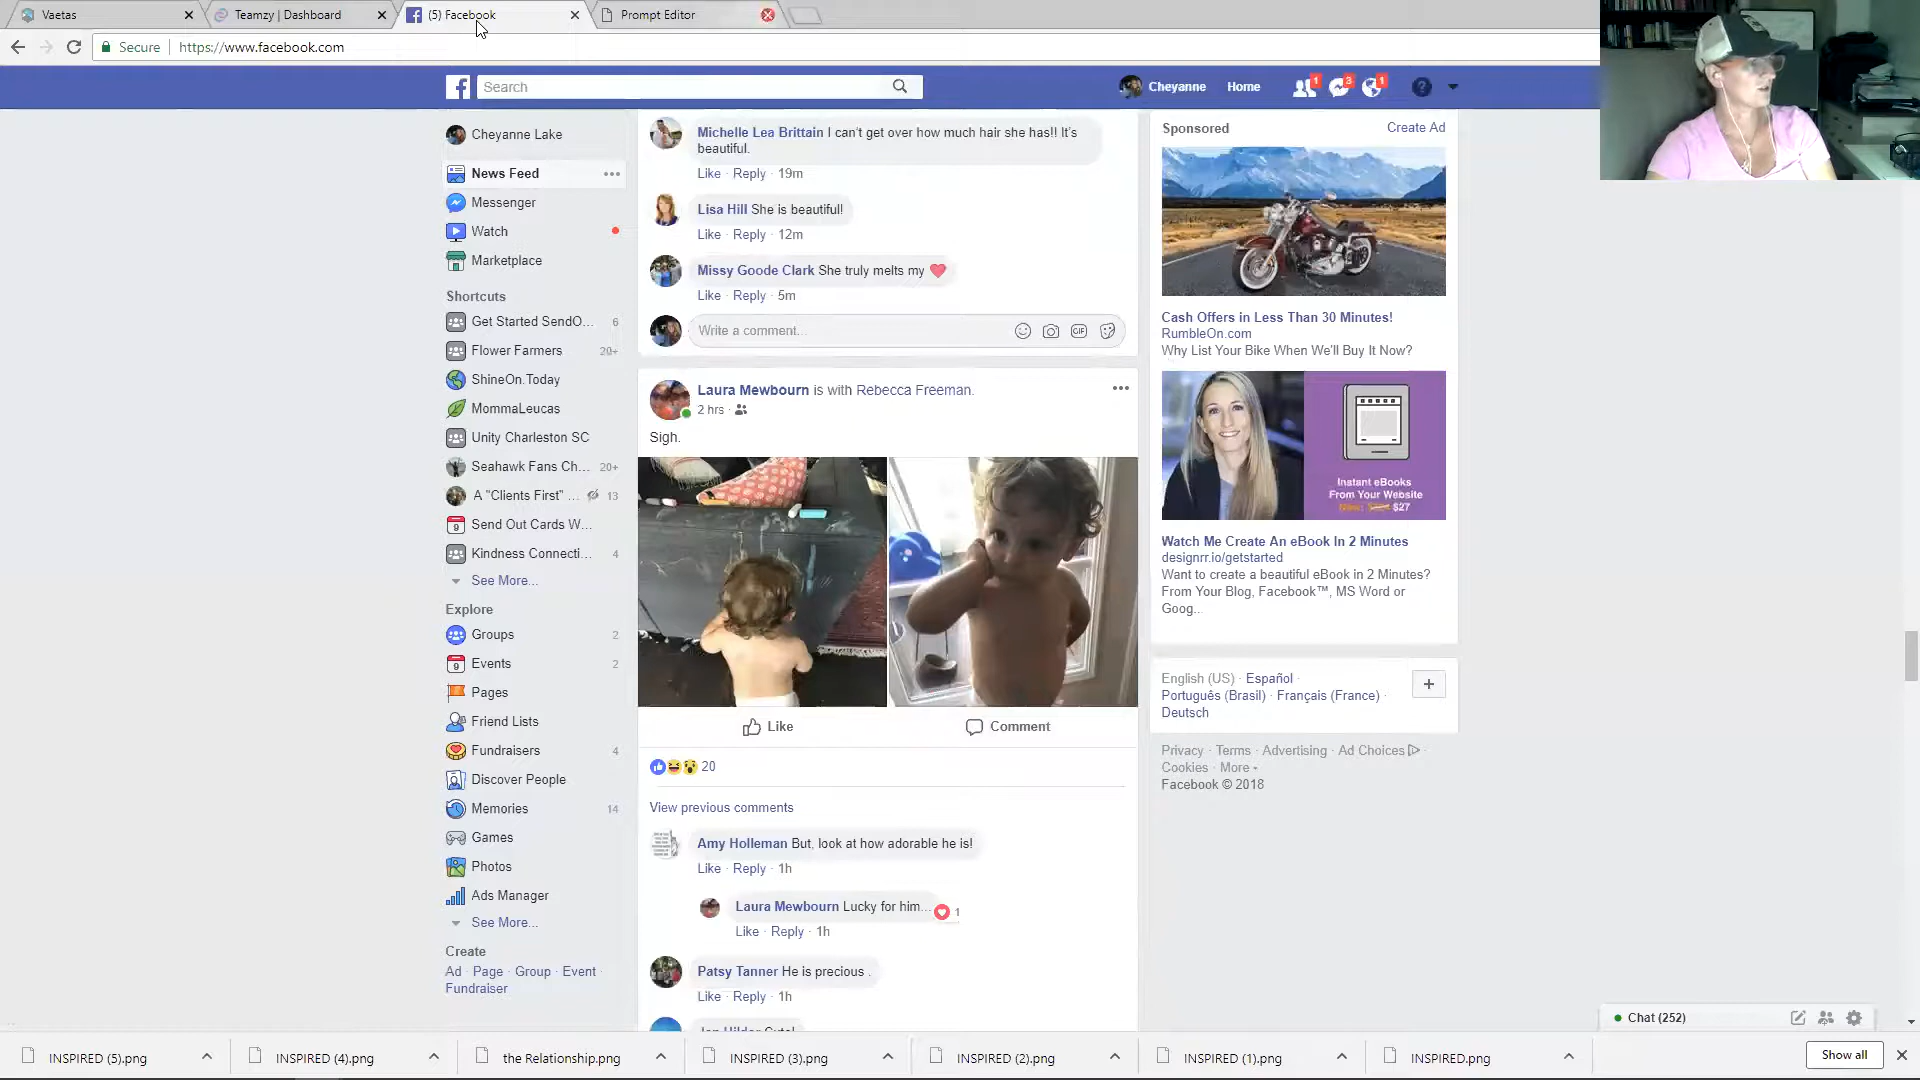 Vaetas
Teamzy | Dashboard
(5) Facebook
Prompt Editor
Secure
https://www.facebook.com
Search
Cheyanne
Home
1
3
1
Cheyanne Lake
News Feed
Messenger
Watch
Marketplace
Shortcuts
Get Started SendO... 6
Flower Farmers 20+
ShineOn.Today
MommaLeucas
Unity Charleston SC
Seahawk Fans Ch... 20+
A "Clients First" ... 13
Send Out Cards W...
Kindness Connecti... 4
See More...
Explore
Groups 2
Events 2
Pages
Friend Lists
Fundraisers 4
Discover People
Memories 14
Games
Photos
Ads Manager
See More...
Create
Ad · Page · Group · Event ·
Fundraiser
Michelle Lea Brittain I can't get over how much hair she has!! It's
beautiful.
Like · Reply · 19m
Lisa Hill She is beautiful!
Like · Reply · 12m
Missy Goode Clark She truly melts my
Like · Reply · 5m
Write a comment...
GIF
Laura Mewbourn is with Rebecca Freeman.
2 hrs ·
Sigh.
Like
Comment
20
View previous comments
Amy Holleman But, look at how adorable he is!
Like · Reply · 1h
Laura Mewbourn Lucky for him...
1
Like · Reply · 1h
Patsy Tanner He is precious .
Like · Reply · 1h
Sponsored
Create Ad
Cash Offers in Less Than 30 Minutes!
RumbleOn.com
Why List Your Bike When We'll Buy It Now?
Instant eBooks
From Your Website
$27
Watch Me Create An eBook In 2 Minutes
designrr.io/getstarted
Want to create a beautiful eBook in 2 Minutes?
From Your Blog, Facebook™, MS Word or
Goog...
English (US) · Español ·
Português (Brasil) · Français (France) ·
Deutsch
Privacy · Terms · Advertising · Ad Choices ·
Cookies · More
Facebook © 2018
Chat (252)
INSPIRED (5).png
INSPIRED (4).png
the Relationship.png
INSPIRED (3).png
INSPIRED (2).png
INSPIRED (1).png
INSPIRED.png
Show all